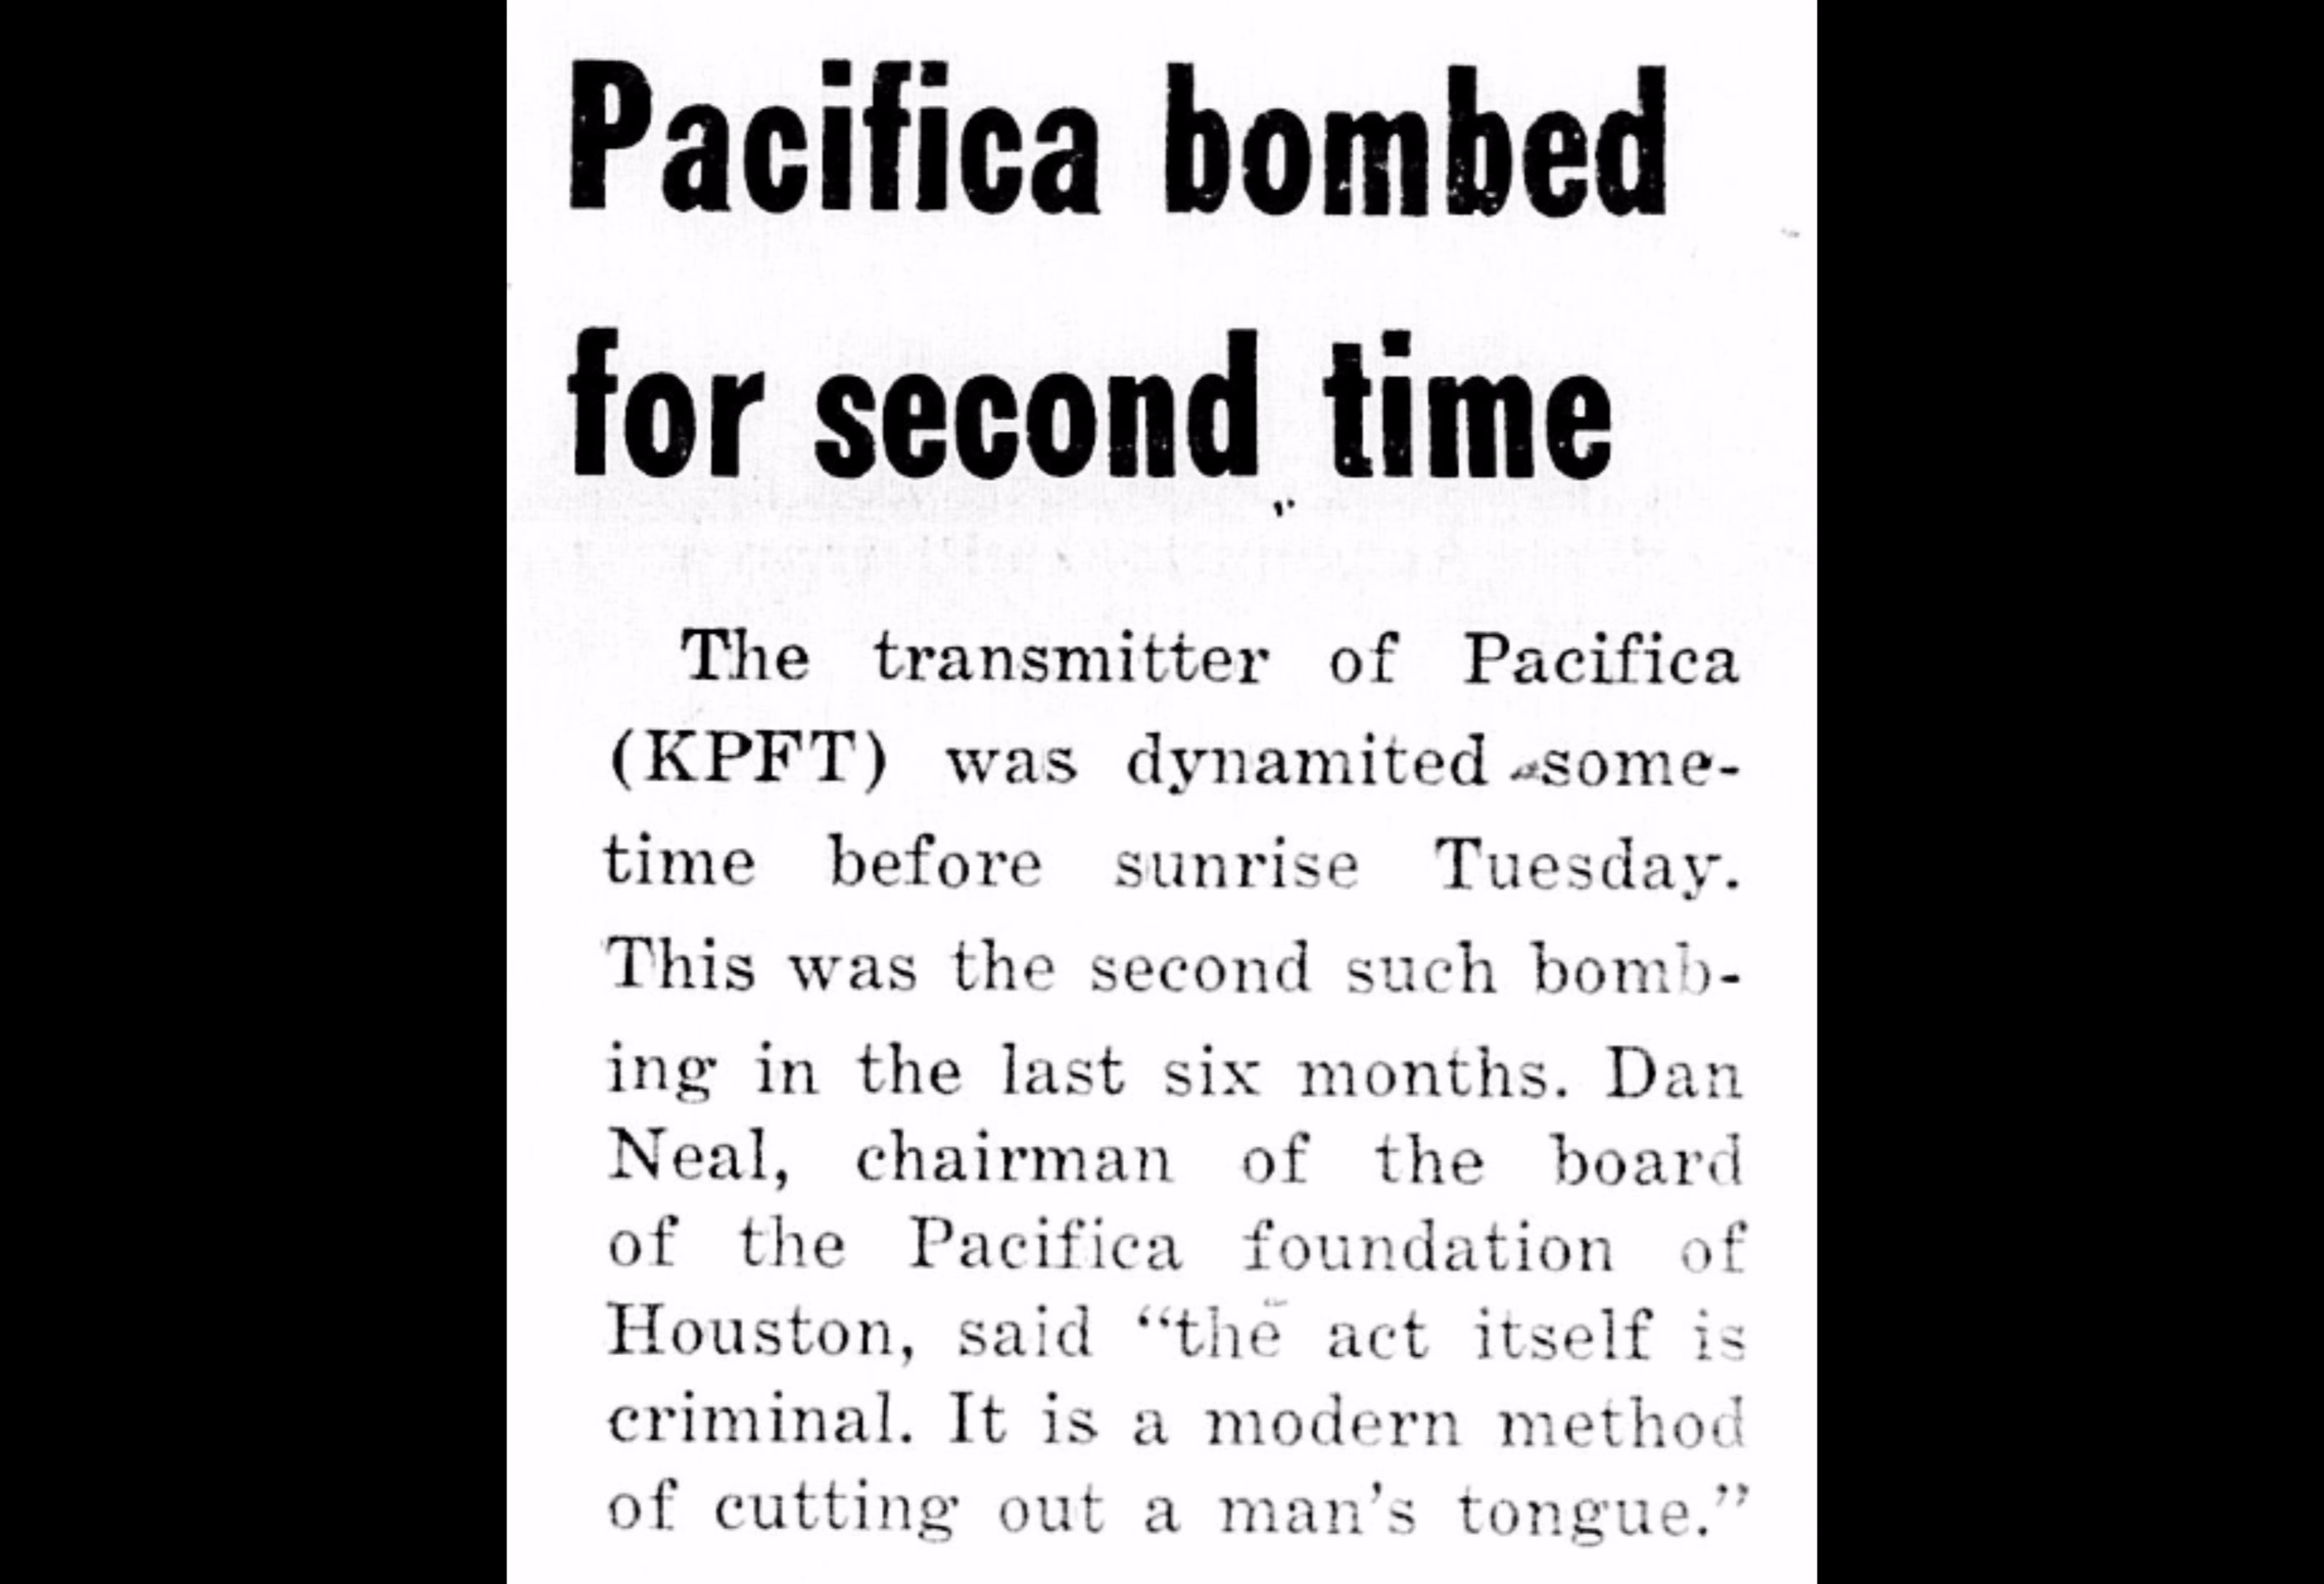 Pacifica bombed
for second time
The transmitter of Pacifica
(KPFT) was dynamited some-
time before sunrise Tuesday.
This was the second such bomb-
ing in the last six months. Dan
Neal, chairman of the board
of the Pacifica foundation of
Houston, said “the act itself is
criminal. It is a modern method
of cutting out a man’s tongue.”